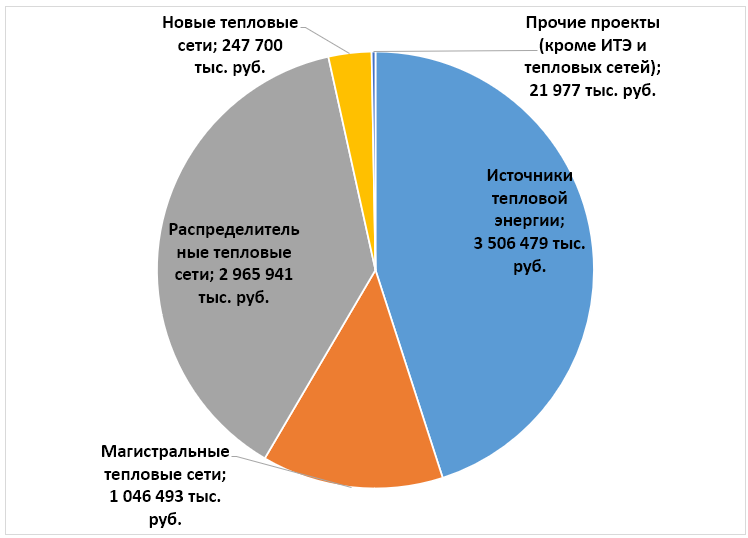 Новые тепловые
сети; 247 700
тыс. руб.
Прочие проекты
(кроме ИТЭ и
тепловых сетей);
21 977 тыс. руб.
Источники
тепловой
энергии;
3 506 479 тыс.
руб.
Распределитель
ные тепловые
сети; 2 965 941
тыс. руб.
Магистральные
тепловые сети;
1 046 493 тыс.
руб.